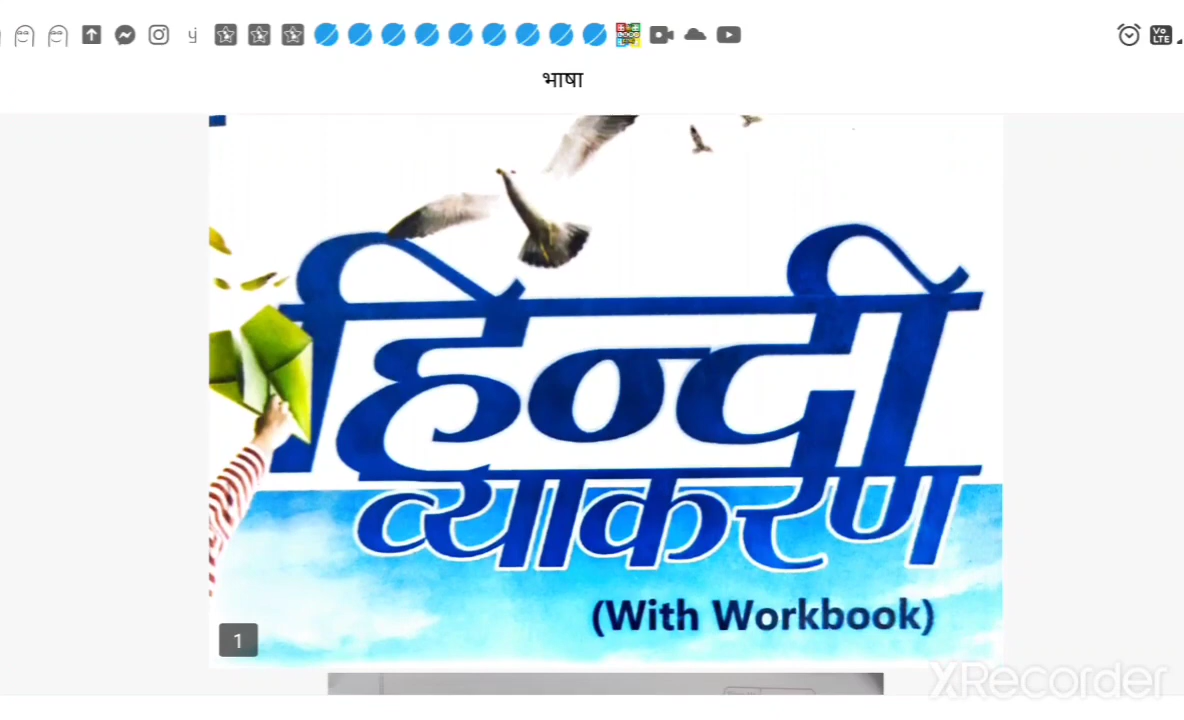 भाषा
हिन्दी
व्याकरण
(With Workbook)
1
XRecorder